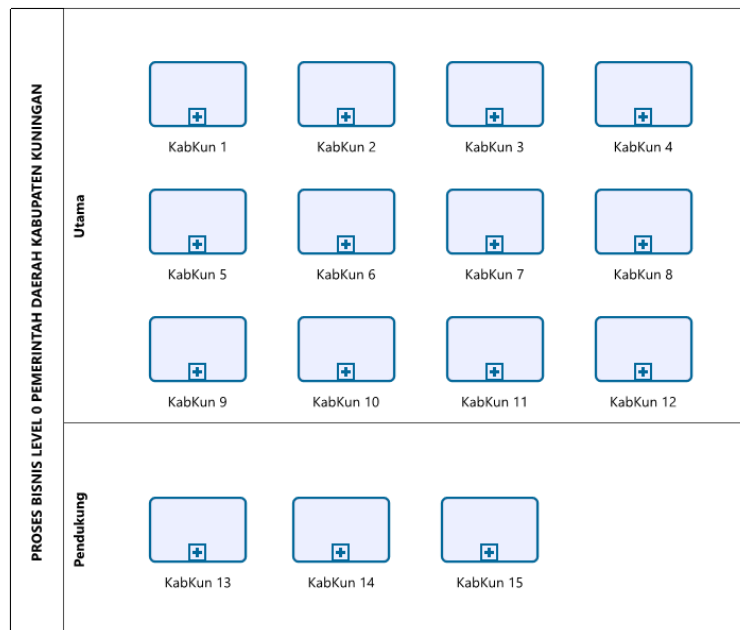 PROSES BISNIS LEVEL 0 PEMERINTAH DAERAH KABUPATEN KUNINGAN
Utama
KabKun 1
KabKun 2
KabKun 3
KabKun 4
KabKun 5
KabKun 6
KabKun 7
KabKun 8
KabKun 9
KabKun 10
KabKun 11
KabKun 12
Pendukung
KabKun 13
KabKun 14
KabKun 15